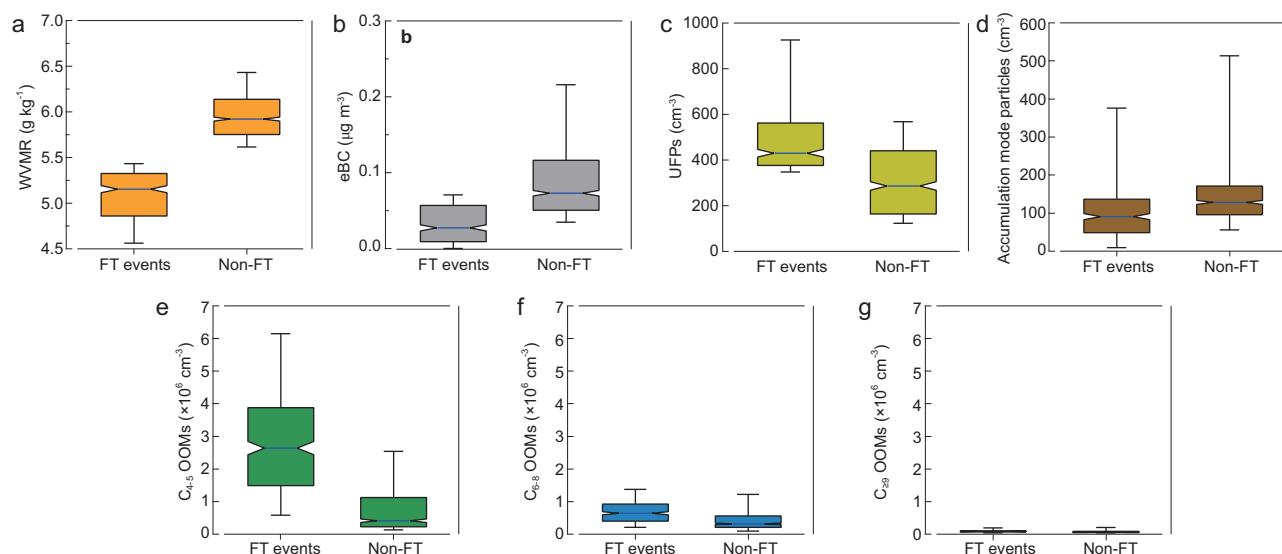 a
WVMR (g kg⁻¹)
7.0
6.5
6.0
5.5
5.0
4.5
FT events
Non-FT
b
b
eBC (µg m⁻³)
0.3
0.2
0.1
0.0
FT events
Non-FT
c
UFPs (cm⁻³)
1000
800
600
400
200
0
FT events
Non-FT
d
Accumulation mode particles (cm⁻³)
600
500
400
300
200
100
0
FT events
Non-FT
e
C₄₋₅ OOMs (×10⁶ cm⁻³)
7
6
5
4
3
2
1
0
FT events
Non-FT
f
C₆₋₈ OOMs (×10⁶ cm⁻³)
7
6
5
4
3
2
1
0
FT events
Non-FT
g
C≥₉ OOMs (×10⁶ cm⁻³)
7
6
5
4
3
2
1
0
FT events
Non-FT